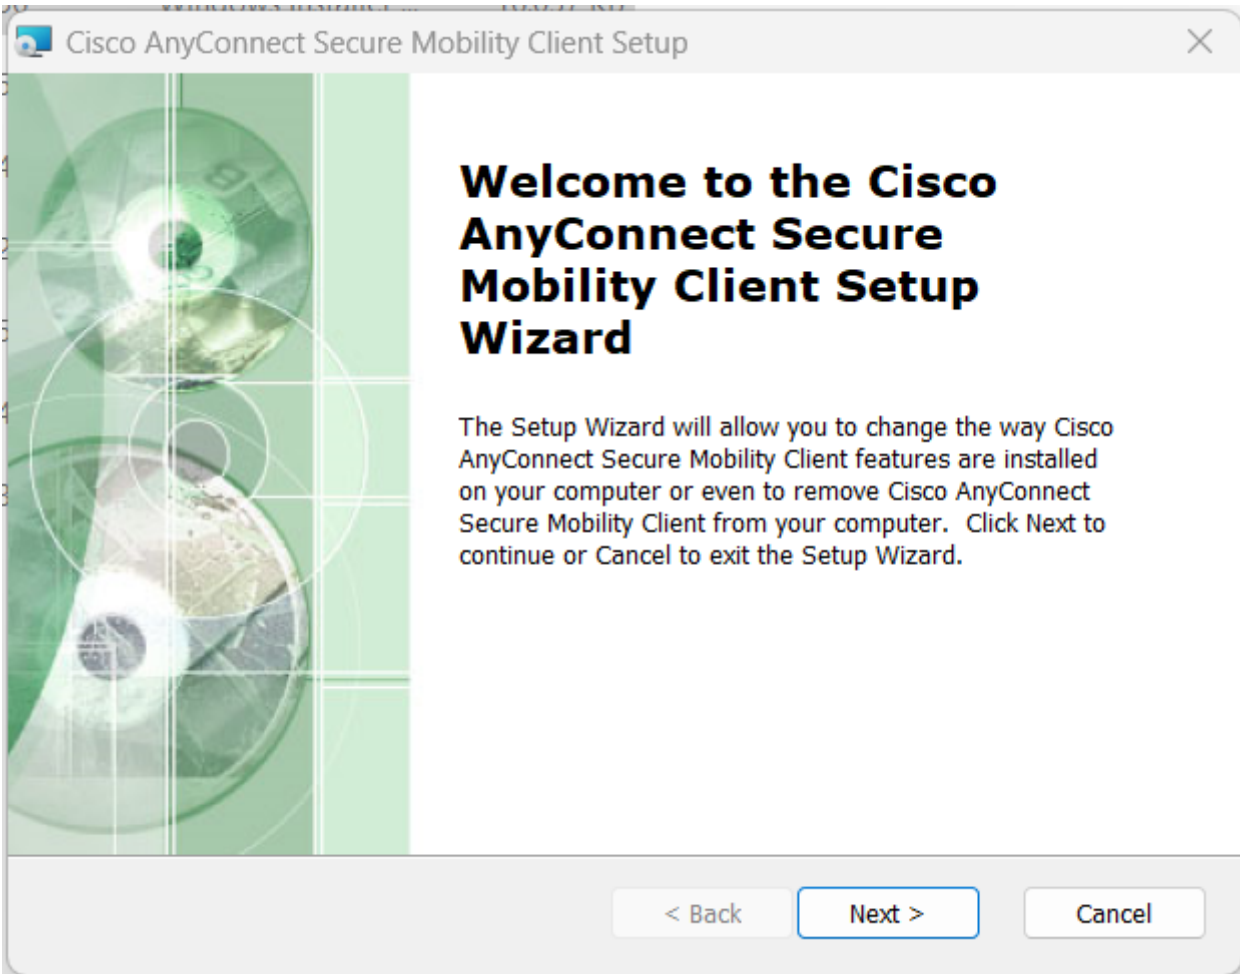 Cisco AnyConnect Secure Mobility Client Setup
Welcome to the Cisco
AnyConnect Secure
Mobility Client Setup
Wizard
The Setup Wizard will allow you to change the way Cisco
AnyConnect Secure Mobility Client features are installed
on your computer or even to remove Cisco AnyConnect
Secure Mobility Client from your computer.  Click Next to
continue or Cancel to exit the Setup Wizard.
< Back
Next >
Cancel